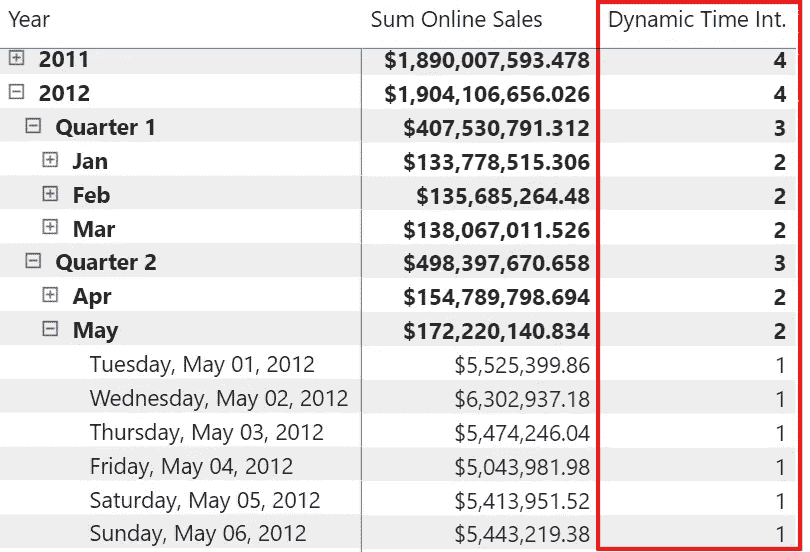 Year Sum Online Sales Dynamic Time Int.
2011 $1,890,007,593.478 4
2012 $1,904,106,656.026 4
Quarter 1 $407,530,791.312 3
Jan $133,778,515.306 2
Feb $135,685,264.48 2
Mar $138,067,011.526 2
Quarter 2 $498,397,670.658 3
Apr $154,789,798.694 2
May $172,220,140.834 2
Tuesday, May 01, 2012 $5,525,399.86 1
Wednesday, May 02, 2012 $6,302,937.18 1
Thursday, May 03, 2012 $5,474,246.04 1
Friday, May 04, 2012 $5,043,981.98 1
Saturday, May 05, 2012 $5,413,951.52 1
Sunday, May 06, 2012 $5,443,219.38 1